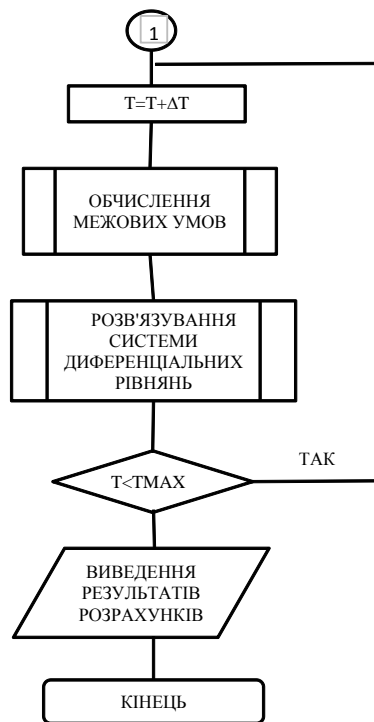 1
T=T+ΔT
ОБЧИСЛЕННЯ
МЕЖОВИХ УМОВ
РОЗВ'ЯЗУВАННЯ
СИСТЕМИ
ДИФЕРЕНЦІАЛЬНИХ
РІВНЯНЬ
ТАК
T<TMAX
ВИВЕДЕННЯ
РЕЗУЛЬТАТІВ
РОЗРАХУНКІВ
КІНЕЦЬ